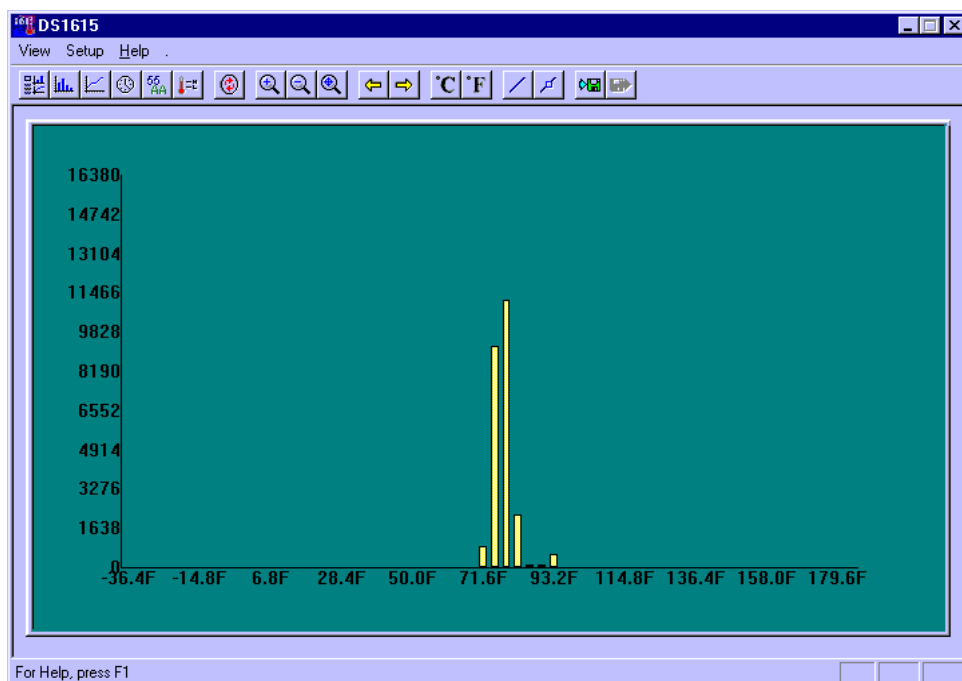 DS1615
View Setup Help .
55
AA
°C °F
16380
14742
13104
11466
9828
8190
6552
4914
3276
1638
0
-36.4F -14.8F 6.8F 28.4F 50.0F 71.6F 93.2F 114.8F 136.4F 158.0F 179.6F
For Help, press F1